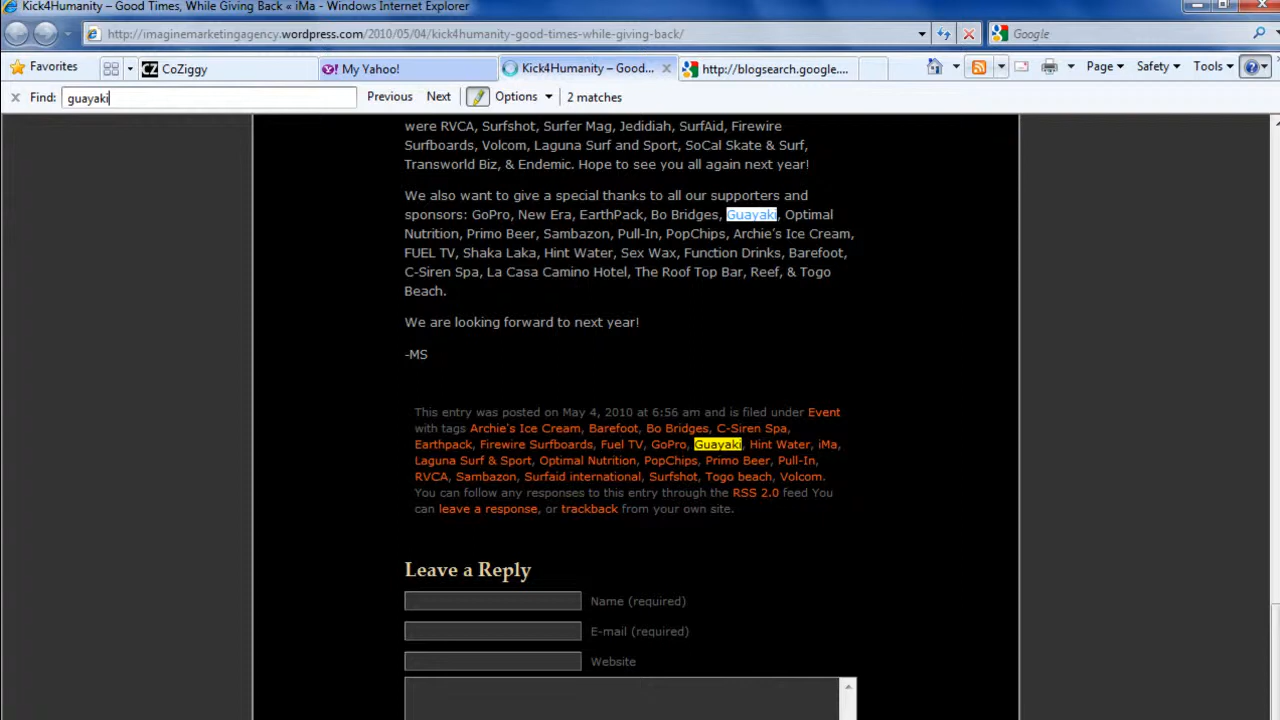 Kick4Humanity – Good Times, While Giving Back « iMa - Windows Internet Explorer
http://imaginemarketingagency.wordpress.com/2010/05/04/kick4humanity-good-times-while-giving-back/
Google
Favorites
CoZiggy
My Yahoo!
Kick4Humanity – Good...
http://blogsearch.google....
Page
Safety
Tools
Find: guayaki
Previous
Next
Options
2 matches
were RVCA, Surfshot, Surfer Mag, Jedidiah, SurfAid, Firewire
Surfboards, Volcom, Laguna Surf and Sport, SoCal Skate & Surf,
Transworld Biz, & Endemic. Hope to see you all again next year!
We also want to give a special thanks to all our supporters and
sponsors: GoPro, New Era, EarthPack, Bo Bridges, Guayaki, Optimal
Nutrition, Primo Beer, Sambazon, Pull-In, PopChips, Archie's Ice Cream,
FUEL TV, Shaka Laka, Hint Water, Sex Wax, Function Drinks, Barefoot,
C-Siren Spa, La Casa Camino Hotel, The Roof Top Bar, Reef, & Togo
Beach.
We are looking forward to next year!
-MS
This entry was posted on May 4, 2010 at 6:56 am and is filed under Event
with tags Archie's Ice Cream, Barefoot, Bo Bridges, C-Siren Spa,
Earthpack, Firewire Surfboards, Fuel TV, GoPro, Guayaki, Hint Water, iMa,
Laguna Surf & Sport, Optimal Nutrition, PopChips, Primo Beer, Pull-In,
RVCA, Sambazon, Surfaid international, Surfshot, Togo beach, Volcom.
You can follow any responses to this entry through the RSS 2.0 feed You
can leave a response, or trackback from your own site.
Leave a Reply
Name (required)
E-mail (required)
Website